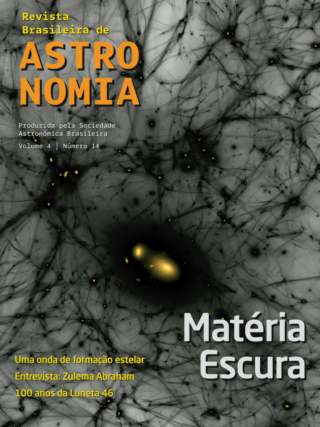 Revista
Brasileira de
ASTRO
NOMIA
Produzida pela Sociedade
Astronômica Brasileira
Volume 4 | Número 14
Matéria
Escura
Uma onda de formação estelar
Entrevista: Zulema Abraham
100 anos da Luneta 46